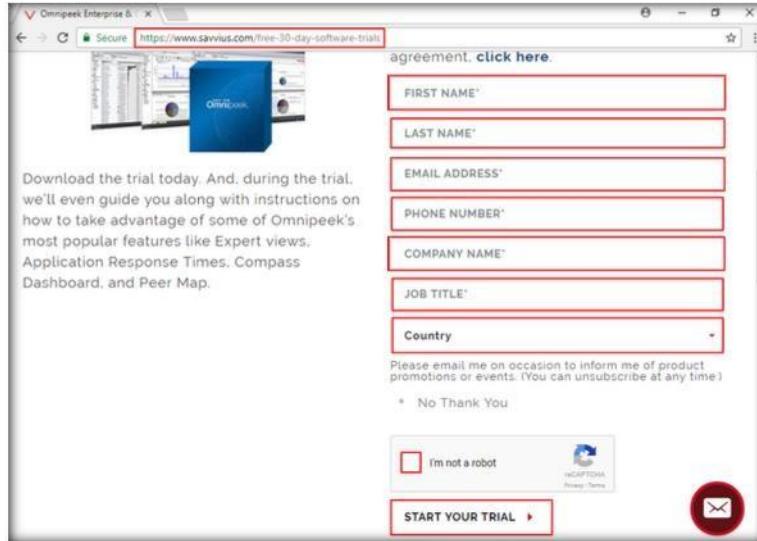 Omnipeek Enterprise &
Secure https://www.savvius.com/free-30-day-software-trials
Omnipeek
Download the trial today. And, during the trial,
we'll even guide you along with instructions on
how to take advantage of some of Omnipeek's
most popular features like Expert views,
Application Response Times, Compass
Dashboard, and Peer Map.
agreement, click here.
FIRST NAME*
LAST NAME*
EMAIL ADDRESS*
PHONE NUMBER*
COMPANY NAME*
JOB TITLE*
Country
Please email me on occasion to inform me of product
promotions or events. (You can unsubscribe at any time.)
No Thank You
I'm not a robot
reCAPTCHA
Privacy - Terms
START YOUR TRIAL